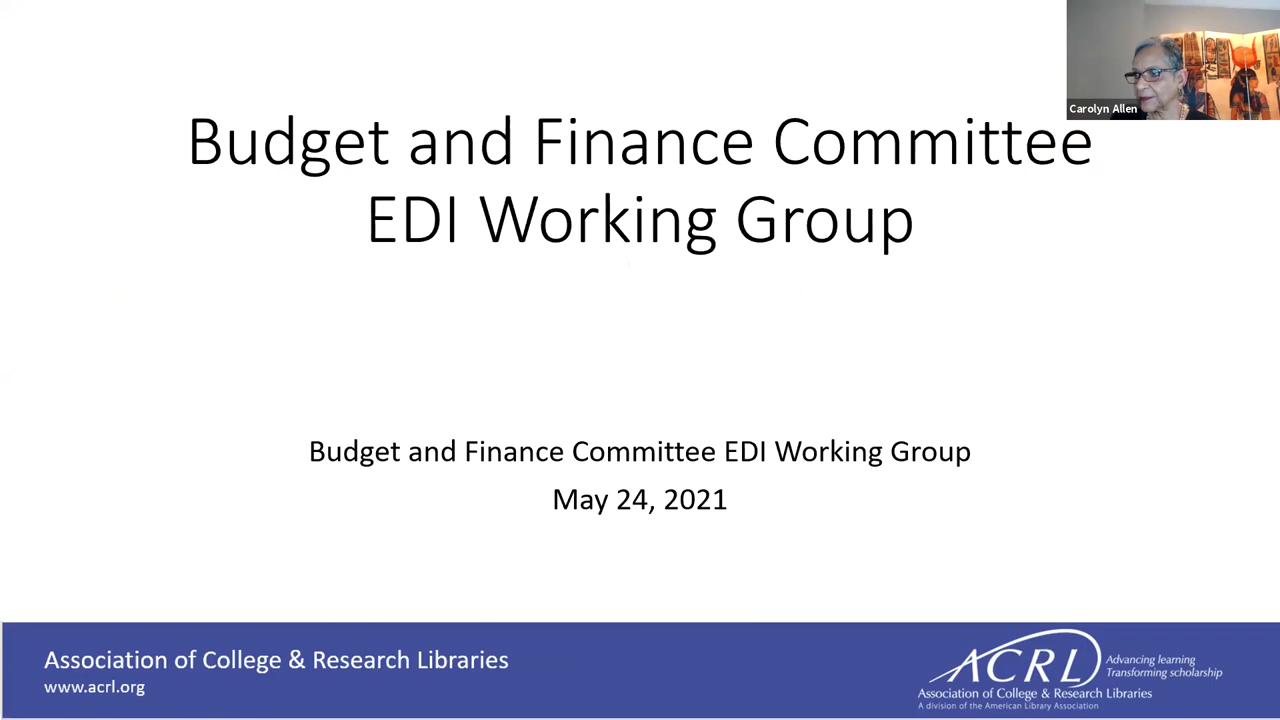 Carolyn Allen
Budget and Finance Committee
EDI Working Group
Budget and Finance Committee EDI Working Group
May 24, 2021
Association of College & Research Libraries
www.acrl.org
ACRL
Advancing learning
Transforming scholarship
Association of College & Research Libraries
A division of the American Library Association